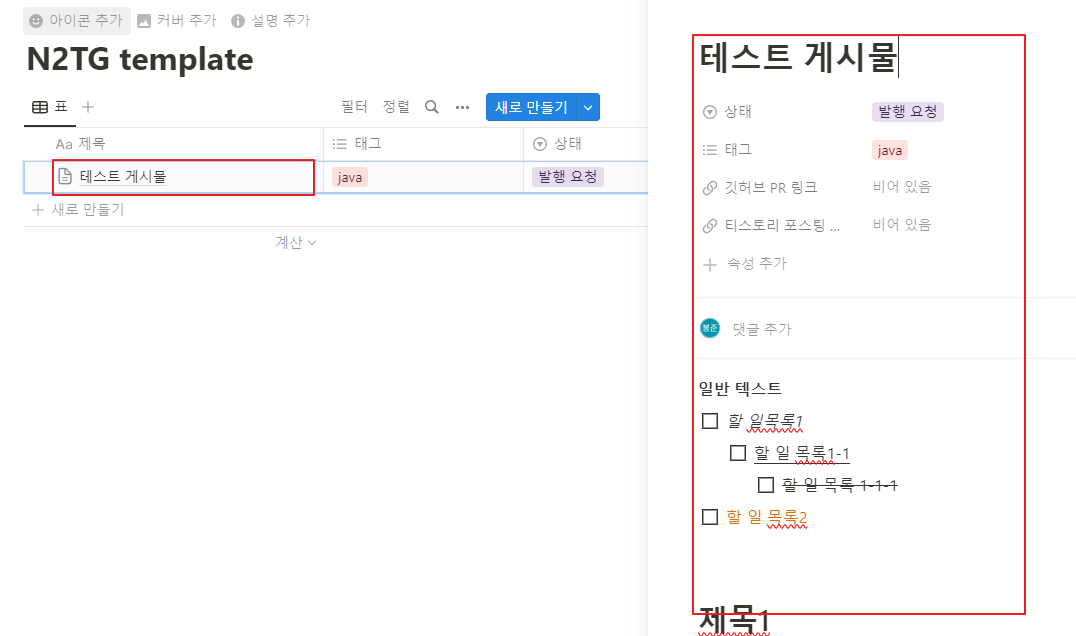 아이콘 추가 커버 추가 설명 추가
N2TG template
표
필터 정렬 새로 만들기
Aa 제목 태그 상태
테스트 게시물 java 발행 요청
새로 만들기
계산
테스트 게시물
상태 발행 요청
태그 java
깃허브 PR 링크 비어 있음
티스토리 포스팅 ... 비어 있음
속성 추가
봉준 댓글 추가
일반 텍스트
할 일목록1
할 일 목록1-1
할 일 목록 1-1-1
할 일 목록2
제목1